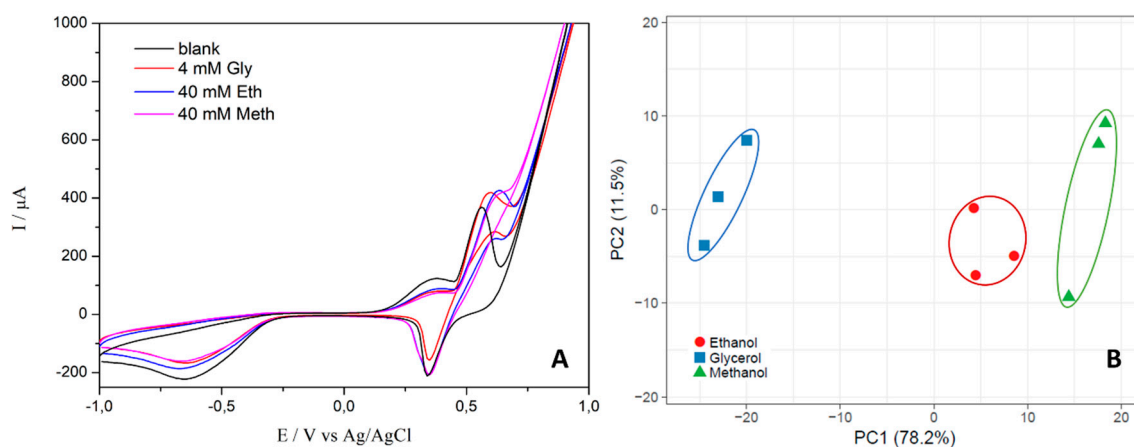 1000
800
600
400
200
0
-200
-1,0
-0,5
0,0
0,5
1,0
I / µA
E / V vs Ag/AgCl
blank
4 mM Gly
40 mM Eth
40 mM Meth
A
20
10
0
−10
−20
−20
−10
0
10
20
PC2 (11.5%)
PC1 (78.2%)
Ethanol
Glycerol
Methanol
B